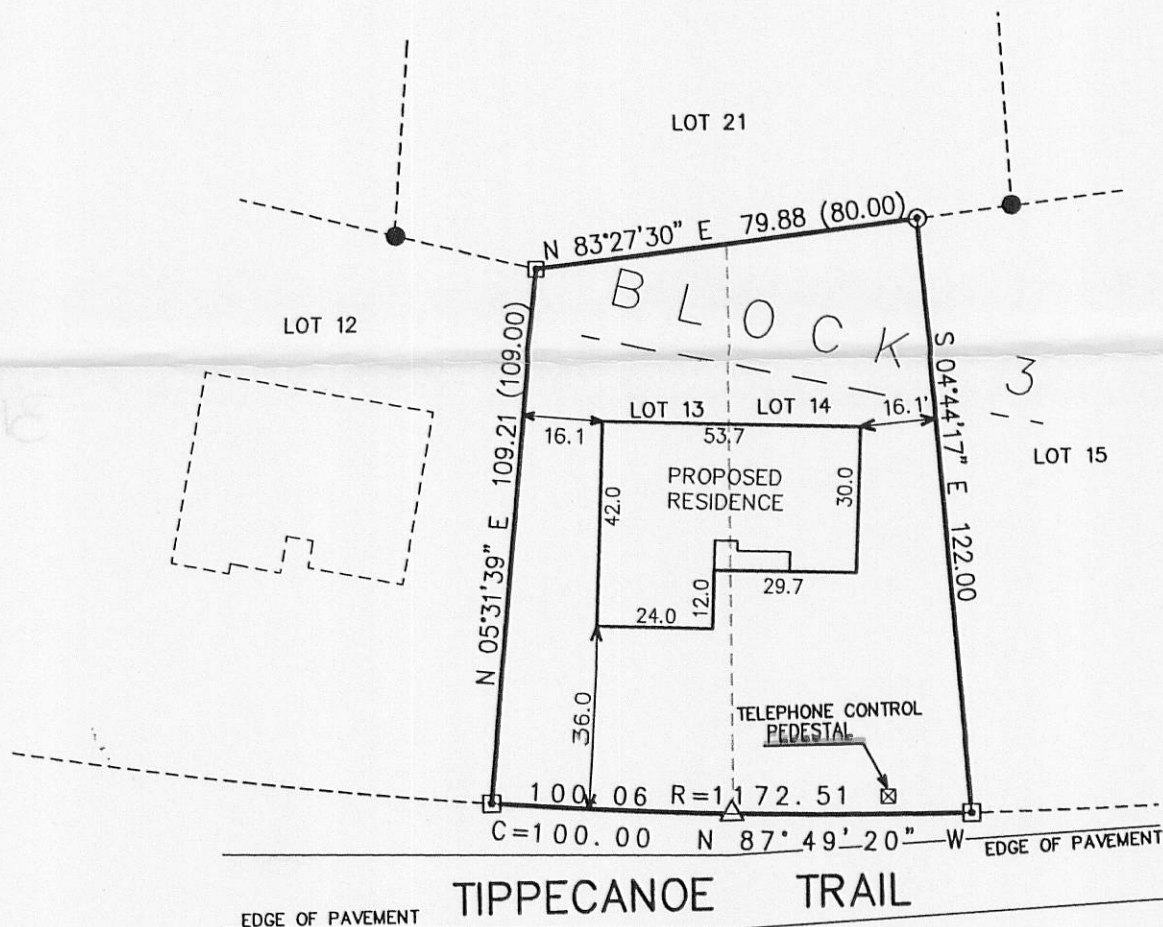 LOT 21
N 83°27'30" E 79.88 (80.00)
BLOCK 3
LOT 12
N 05°31'39" E 109.21 (109.00)
S 04°44'17" E 122.00
LOT 13 LOT 14
16.1 53.7 16.1'
LOT 15
PROPOSED
RESIDENCE
42.0
30.0
29.7
12.0
24.0
36.0
TELEPHONE CONTROL
PEDESTAL
100.06 R=1172.51
C=100.00 N 87°49'20" W
EDGE OF PAVEMENT
TIPPECANOE TRAIL
EDGE OF PAVEMENT